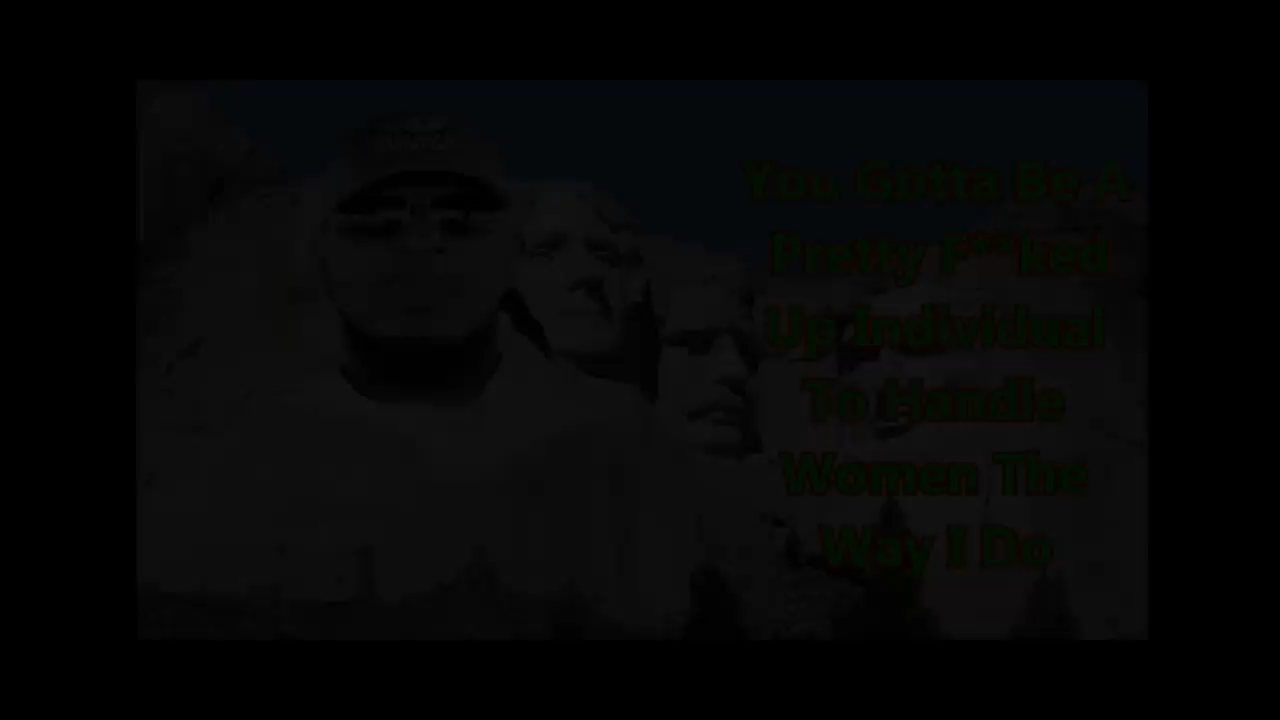 You Gotta Be A
Pretty F**ked
Up Individual
To Handle
Women The
Way I Do